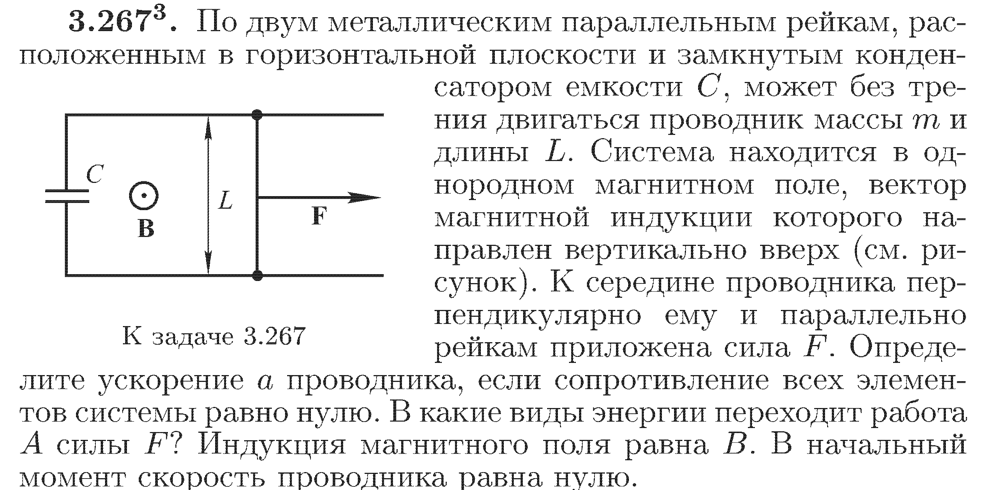 3.267³. По двум металлическим параллельным рейкам, рас-
положенным в горизонтальной плоскости и замкнутым конден-
сатором емкости C, может без тре-
ния двигаться проводник массы m и
длины L. Система находится в од-
нородном магнитном поле, вектор
магнитной индукции которого на-
правлен вертикально вверх (см. ри-
сунок). К середине проводника пер-
пендикулярно ему и параллельно
рейкам приложена сила F. Опреде-
C
B
L
F
К задаче 3.267
лите ускорение a проводника, если сопротивление всех элемен-
тов системы равно нулю. В какие виды энергии переходит работа
A силы F? Индукция магнитного поля равна B. В начальный
момент скорость проводника равна нулю.